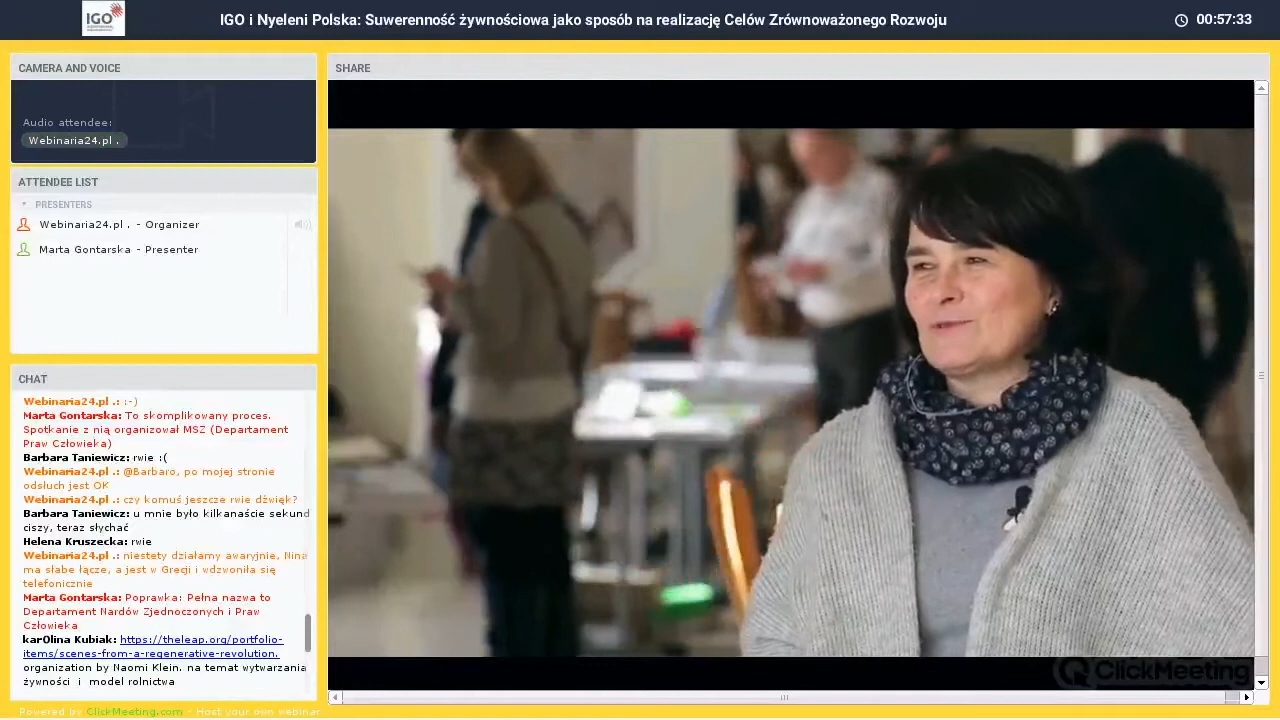 IGO
IGO i Nyeleni Polska: Suwerenność żywnościowa jako sposób na realizację Celów Zrównoważonego Rozwoju
00:57:33
CAMERA AND VOICE
Audio attendee:
Webinaria24.pl .
ATTENDEE LIST
PRESENTERS
Webinaria24.pl . - Organizer
Marta Gontarska - Presenter
CHAT
Webinaria24.pl .: :-)
Marta Gontarska: To skomplikowany proces.
Spotkanie z nią organizował MSZ (Departament
Praw Człowieka)
Barbara Taniewicz: rwie :(
Webinaria24.pl .: @Barbaro, po mojej stronie
odsłuch jest OK
Webinaria24.pl .: czy komuś jeszcze rwie dźwięk?
Barbara Taniewicz: u mnie było kilkanaście sekund
ciszy, teraz słychać
Helena Kruszecka: rwie
Webinaria24.pl .: niestety działamy awaryjnie, Nina
ma słabe łącze, a jest w Grecji i wdzwoniła się
telefonicznie
Marta Gontarska: Poprawka: Pełna nazwa to
Departament Nardów Zjednoczonych i Praw
Człowieka
kar0lina Kubiak: https://theleap.org/portfolio-
items/scenes-from-a-regenerative-revolution.
organization by Naomi Klein. na temat wytwarzania
żywności i model rolnictwa
Powered by ClickMeeting.com - Host your own webinar
SHARE
ClickMeeting